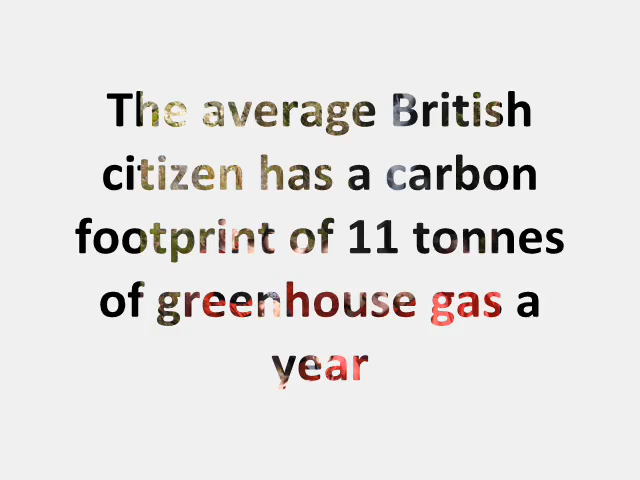 The average British
citizen has a carbon
footprint of 11 tonnes
of greenhouse gas a
year